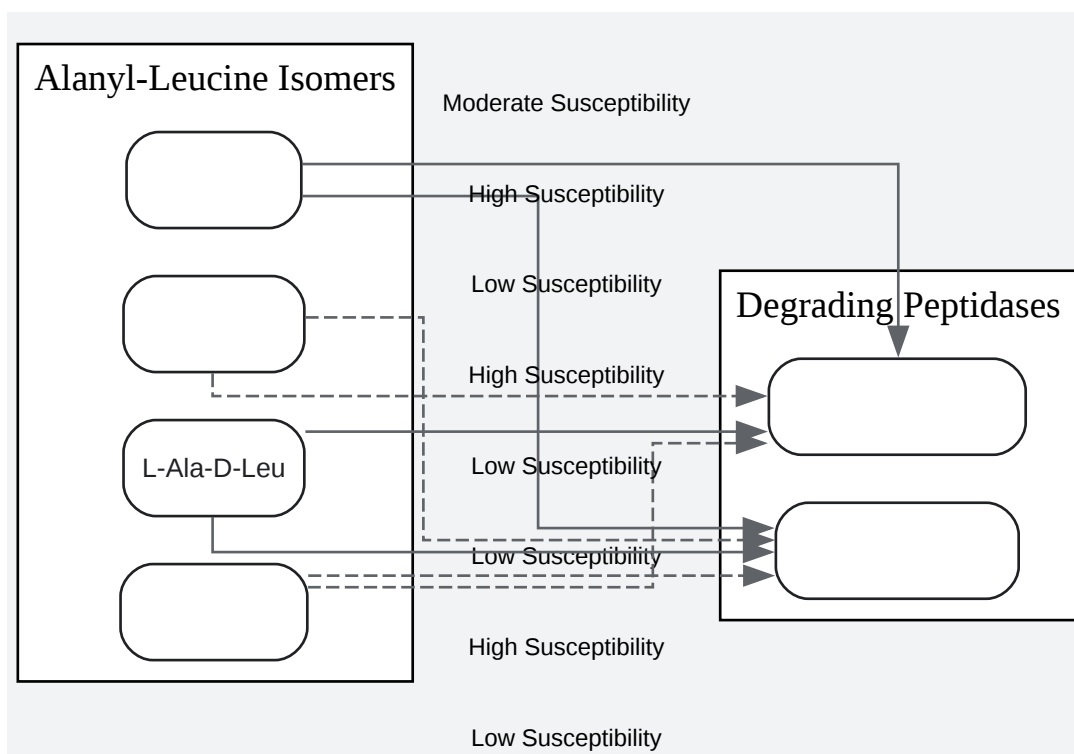 Alanyl-Leucine Isomers
Moderate Susceptibility
High Susceptibility
Low Susceptibility
Degrading Peptidases
High Susceptibility
L-Ala-D-Leu
Low Susceptibility
Low Susceptibility
High Susceptibility
Low Susceptibility